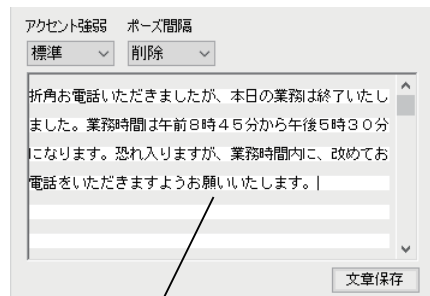 アクセント強弱 ポーズ間隔
標準 削除
折角お電話いただきましたが、本日の業務は終了いたし
ました。業務時間は午前8時45分から午後5時30分
になります。恐れ入りますが、業務時間内に、改めてお
電話をいただきますようお願いいたします。
文章保存